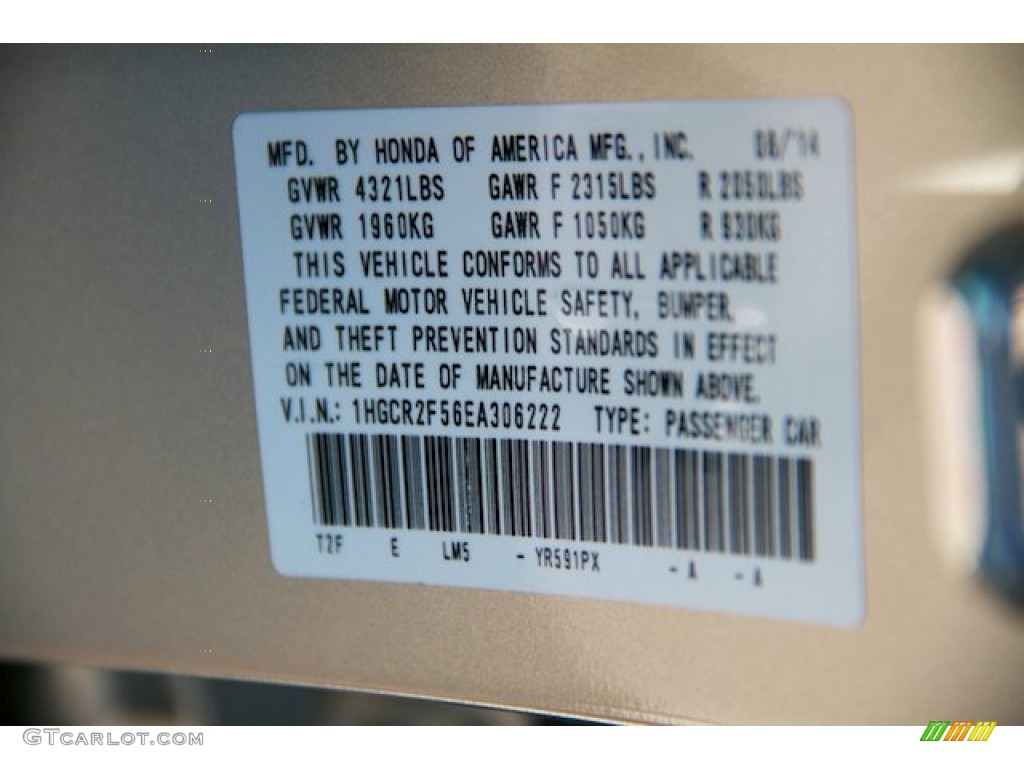 MFD. BY HONDA OF AMERICA MFG., INC. 08/14
GVWR 4321LBS GAWR F 2315LBS R 2050LBS
GVWR 1960KG GAWR F 1050KG R 930KG
THIS VEHICLE CONFORMS TO ALL APPLICABLE
FEDERAL MOTOR VEHICLE SAFETY, BUMPER,
AND THEFT PREVENTION STANDARDS IN EFFECT
ON THE DATE OF MANUFACTURE SHOWN ABOVE.
V.I.N.: 1HGCR2F56EA306222 TYPE: PASSENGER CAR
T2F E LM5 - YR591PX - A - A
GTCARLOT.COM